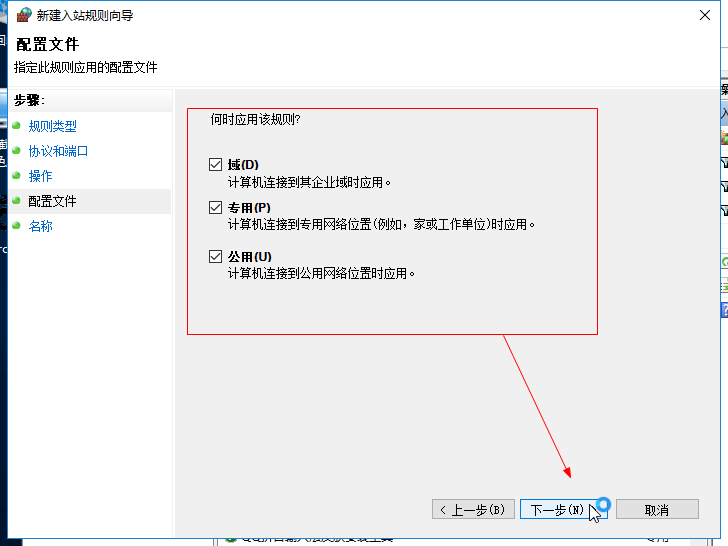 新建入站规则向导
配置文件
指定此规则应用的配置文件
步骤:
规则类型
协议和端口
操作
配置文件
名称
何时应用该规则?
域(D)
计算机连接到其企业域时应用。
专用(P)
计算机连接到专用网络位置(例如，家或工作单位)时应用。
公用(U)
计算机连接到公用网络位置时应用。
< 上一步(B)
下一步(N) >
取消